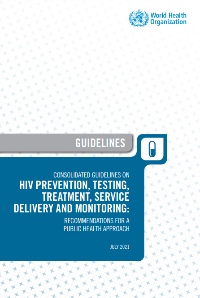 World Health
Organization
GUIDELINES
CONSOLIDATED GUIDELINES ON
HIV PREVENTION, TESTING,
TREATMENT, SERVICE
DELIVERY AND MONITORING:
RECOMMENDATIONS FOR A
PUBLIC HEALTH APPROACH
JULY 2021